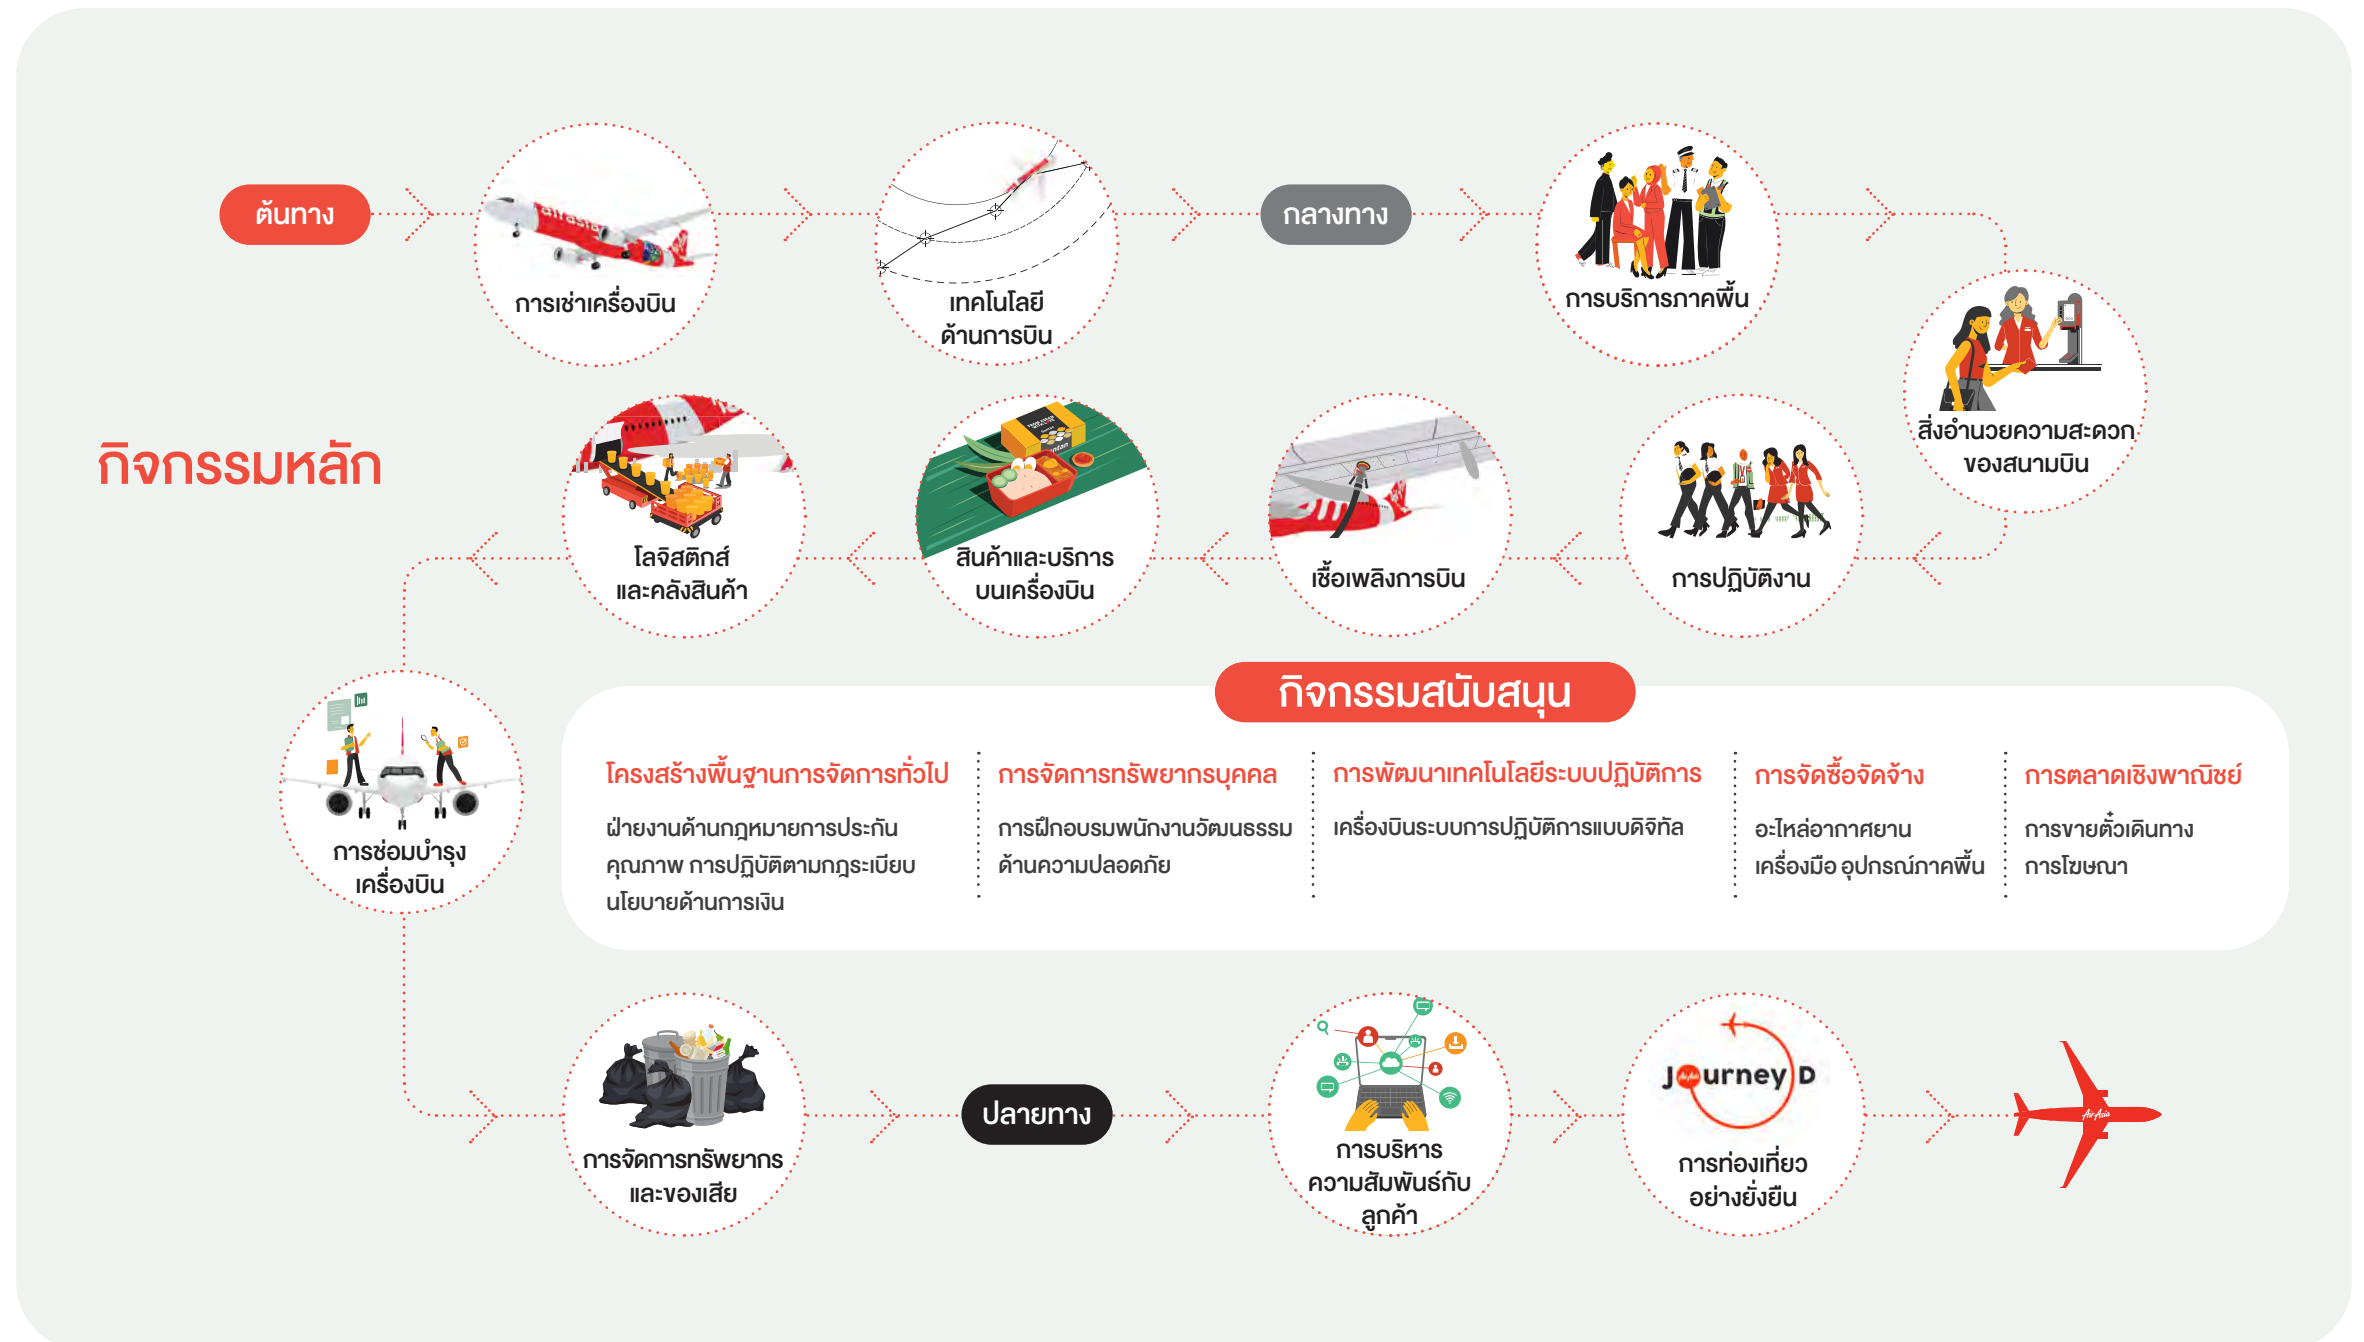 ต้นทาง
การเช่าเครื่องบิน
เทคโนโลยี
ด้านการบิน
กลางทาง
การบริการภาคพื้น
สิ่งอำนวยความสะดวก
ของสนามบิน
กิจกรรมหลัก
การปฏิบัติงาน
เชื้อเพลิงการบิน
สินค้าและบริการ
บนเครื่องบิน
โลจิสติกส์
และคลังสินค้า
การซ่อมบำรุง
เครื่องบิน
กิจกรรมสนับสนุน
โครงสร้างพื้นฐานการจัดการทั่วไป
ฝ่ายงานด้านกฎหมายการประกัน
คุณภาพ การปฏิบัติตามกฎระเบียบ
นโยบายด้านการเงิน
การจัดการทรัพยากรบุคคล
การฝึกอบรมพนักงานวัฒนธรรม
ด้านความปลอดภัย
การพัฒนาเทคโนโลยีระบบปฏิบัติการ
เครื่องบินระบบการปฏิบัติการแบบดิจิทัล
การจัดซื้อจัดจ้าง
อะไหล่อากาศยาน
เครื่องมือ อุปกรณ์ภาคพื้น
การตลาดเชิงพาณิชย์
การขายตั๋วเดินทาง
การโฆษณา
การจัดการทรัพยากร
และของเสีย
ปลายทาง
การบริหาร
ความสัมพันธ์กับ
ลูกค้า
Journey D
การท่องเที่ยว
อย่างยั่งยืน
AirAsia